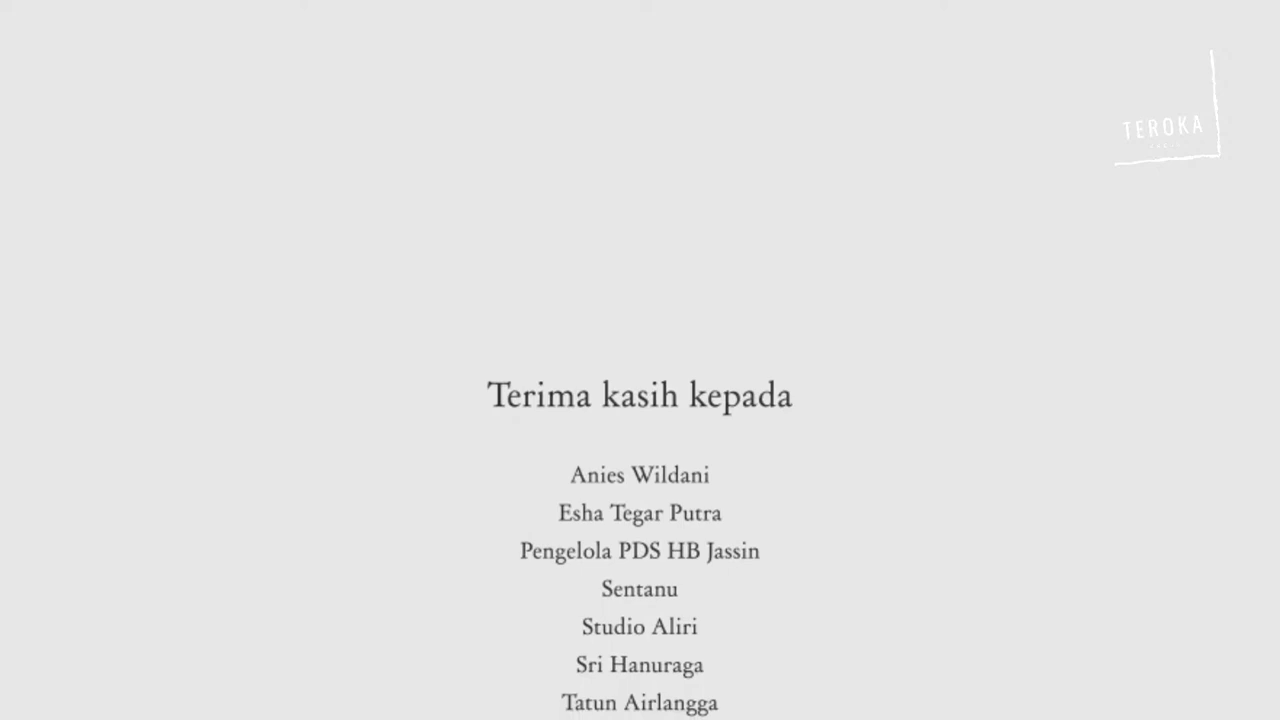 TEROKA
Terima kasih kepada
Anies Wildani
Esha Tegar Putra
Pengelola PDS HB Jassin
Sentanu
Studio Aliri
Sri Hanuraga
Tatun Airlangga